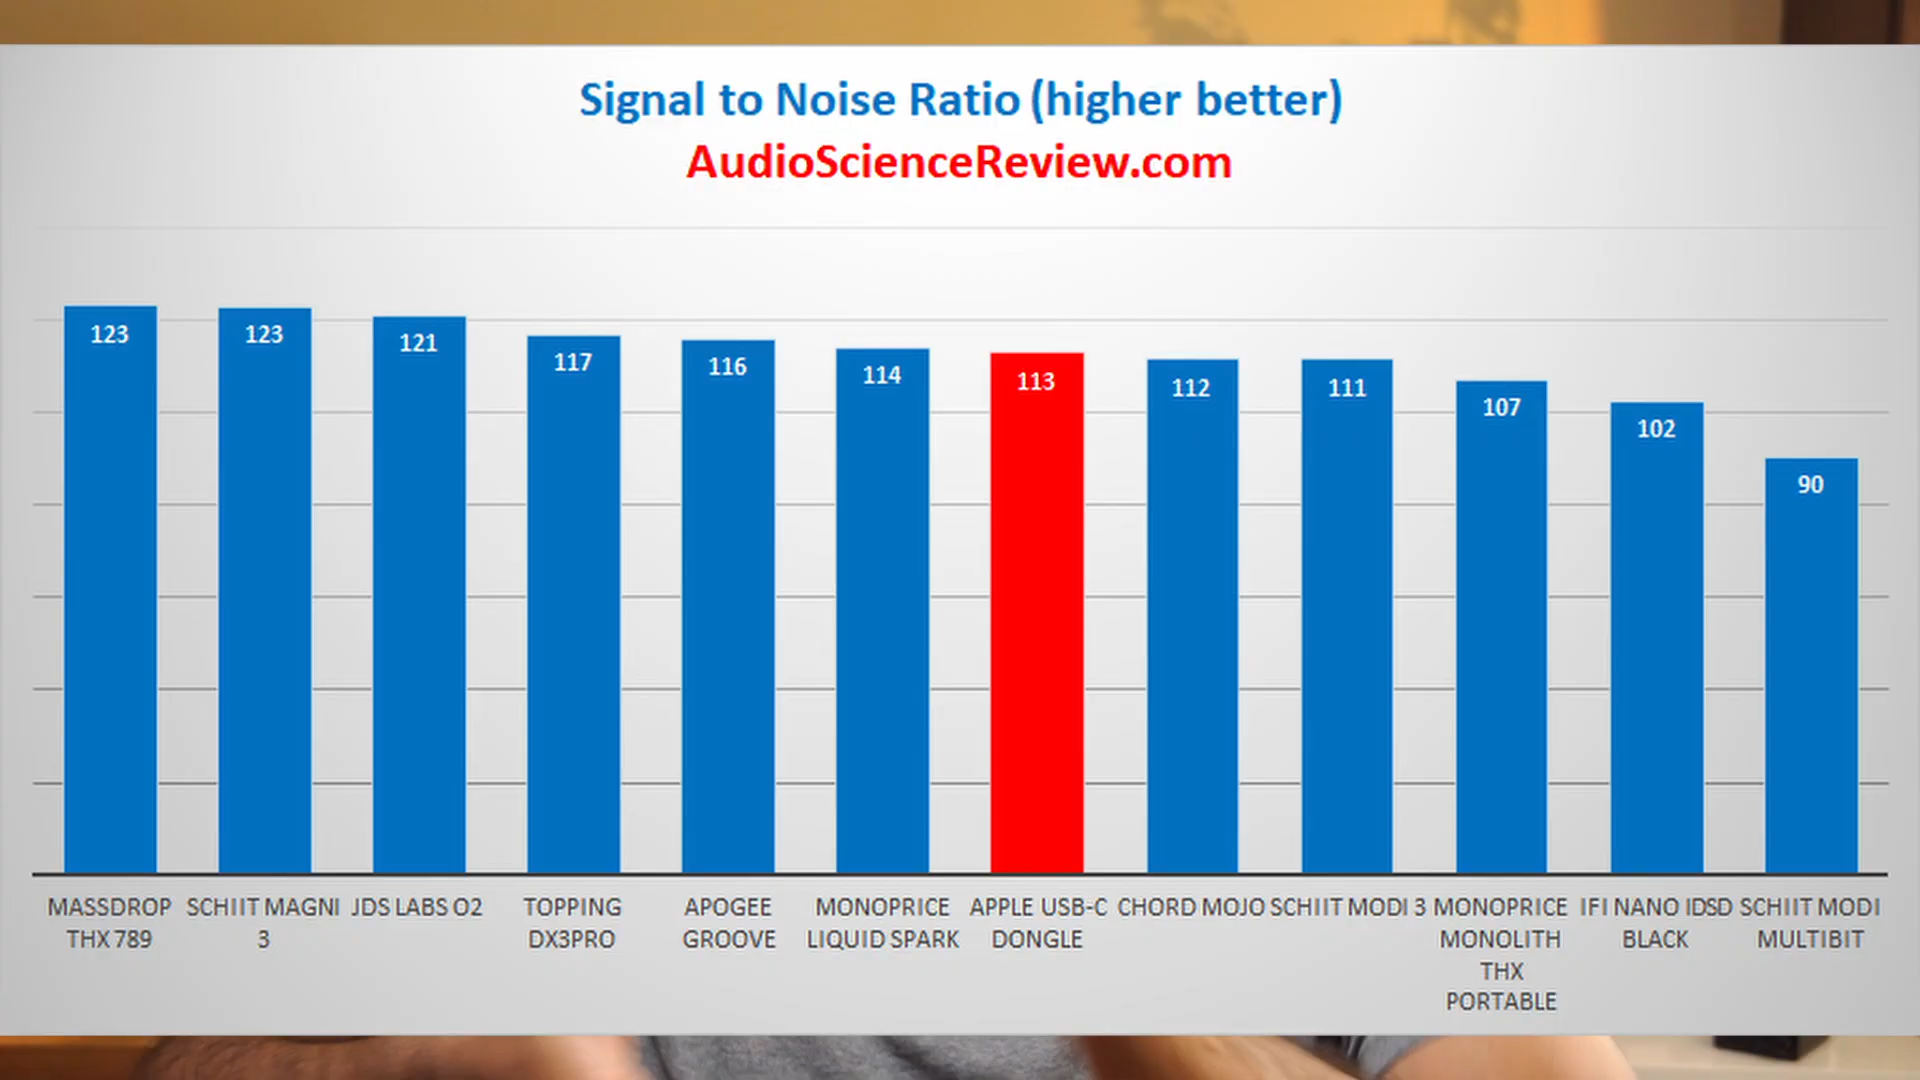 Signal to Noise Ratio (higher better)
AudioScienceReview.com
123
123
121
117
116
114
113
112
111
107
102
90
MASSDROP
THX 789
SCHIIT MAGNI
3
JDS LABS O2
TOPPING
DX3PRO
APOGEE
GROOVE
MONOPRICE
LIQUID SPARK
APPLE USB-C
DONGLE
CHORD MOJO
SCHIIT MODI 3
MONOPRICE
MONOLITH
THX
PORTABLE
IFI NANO IDSD
BLACK
SCHIIT MODI
MULTIBIT